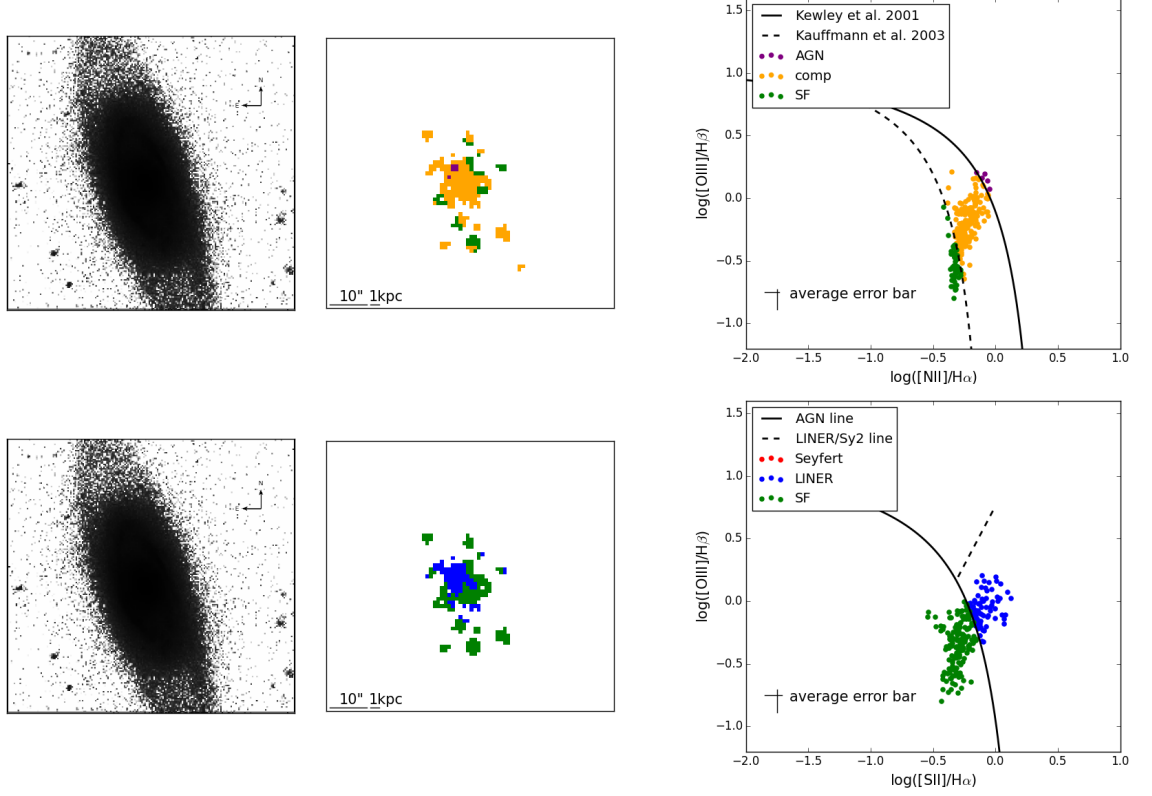 N
E
10" 1kpc
1.5
1.0
0.5
0.0
−0.5
−1.0
log([OIII]/Hβ)
Kewley et al. 2001
Kauffmann et al. 2003
AGN
comp
SF
average error bar
−2.0 −1.5 −1.0 −0.5 0.0 0.5 1.0
log([NII]/Hα)
N
E
10" 1kpc
1.5
1.0
0.5
0.0
−0.5
−1.0
log([OIII]/Hβ)
AGN line
LINER/Sy2 line
Seyfert
LINER
SF
average error bar
−2.0 −1.5 −1.0 −0.5 0.0 0.5 1.0
log([SII]/Hα)